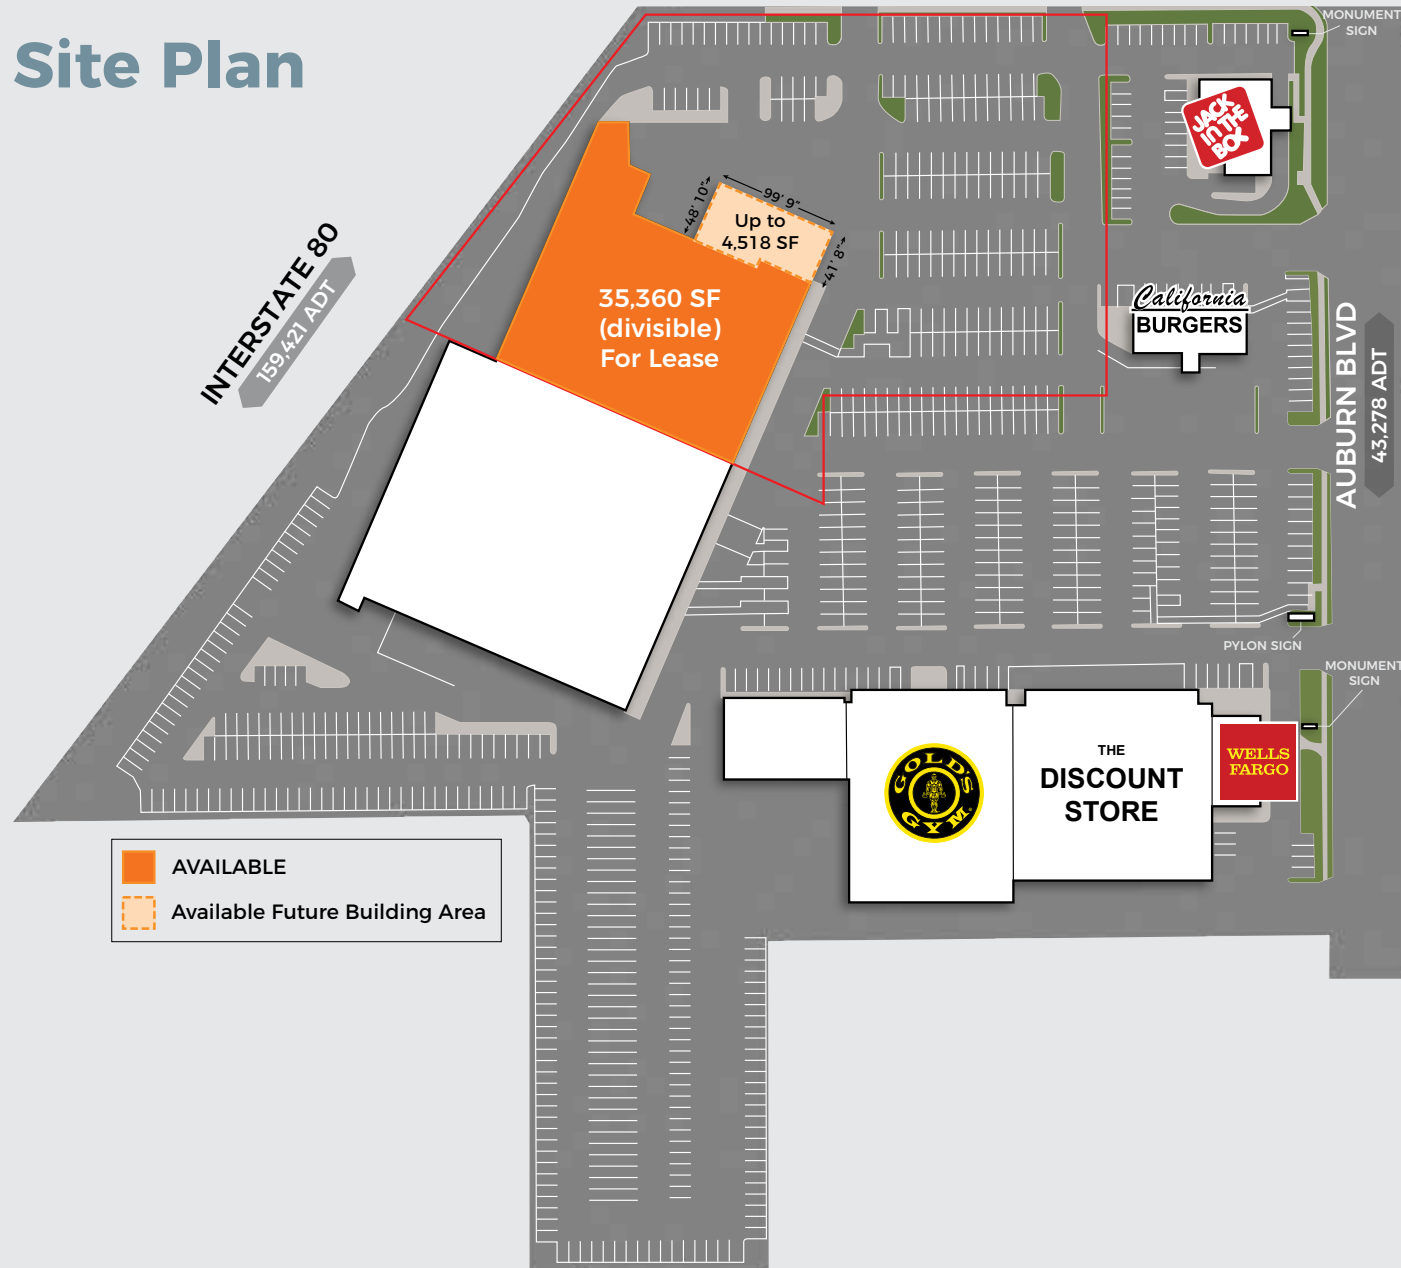 Site Plan
MONUMENT
SIGN
JACK
IN THE
BOX
48' 10"
99' 9"
Up to
4,518 SF
41' 8"
INTERSTATE 80
159,421 ADT
35,360 SF
(divisible)
For Lease
California
BURGERS
AUBURN BLVD
43,278 ADT
PYLON SIGN
MONUMENT
SIGN
GOLD'S
GYM
THE
DISCOUNT
STORE
WELLS
FARGO
AVAILABLE
Available Future Building Area